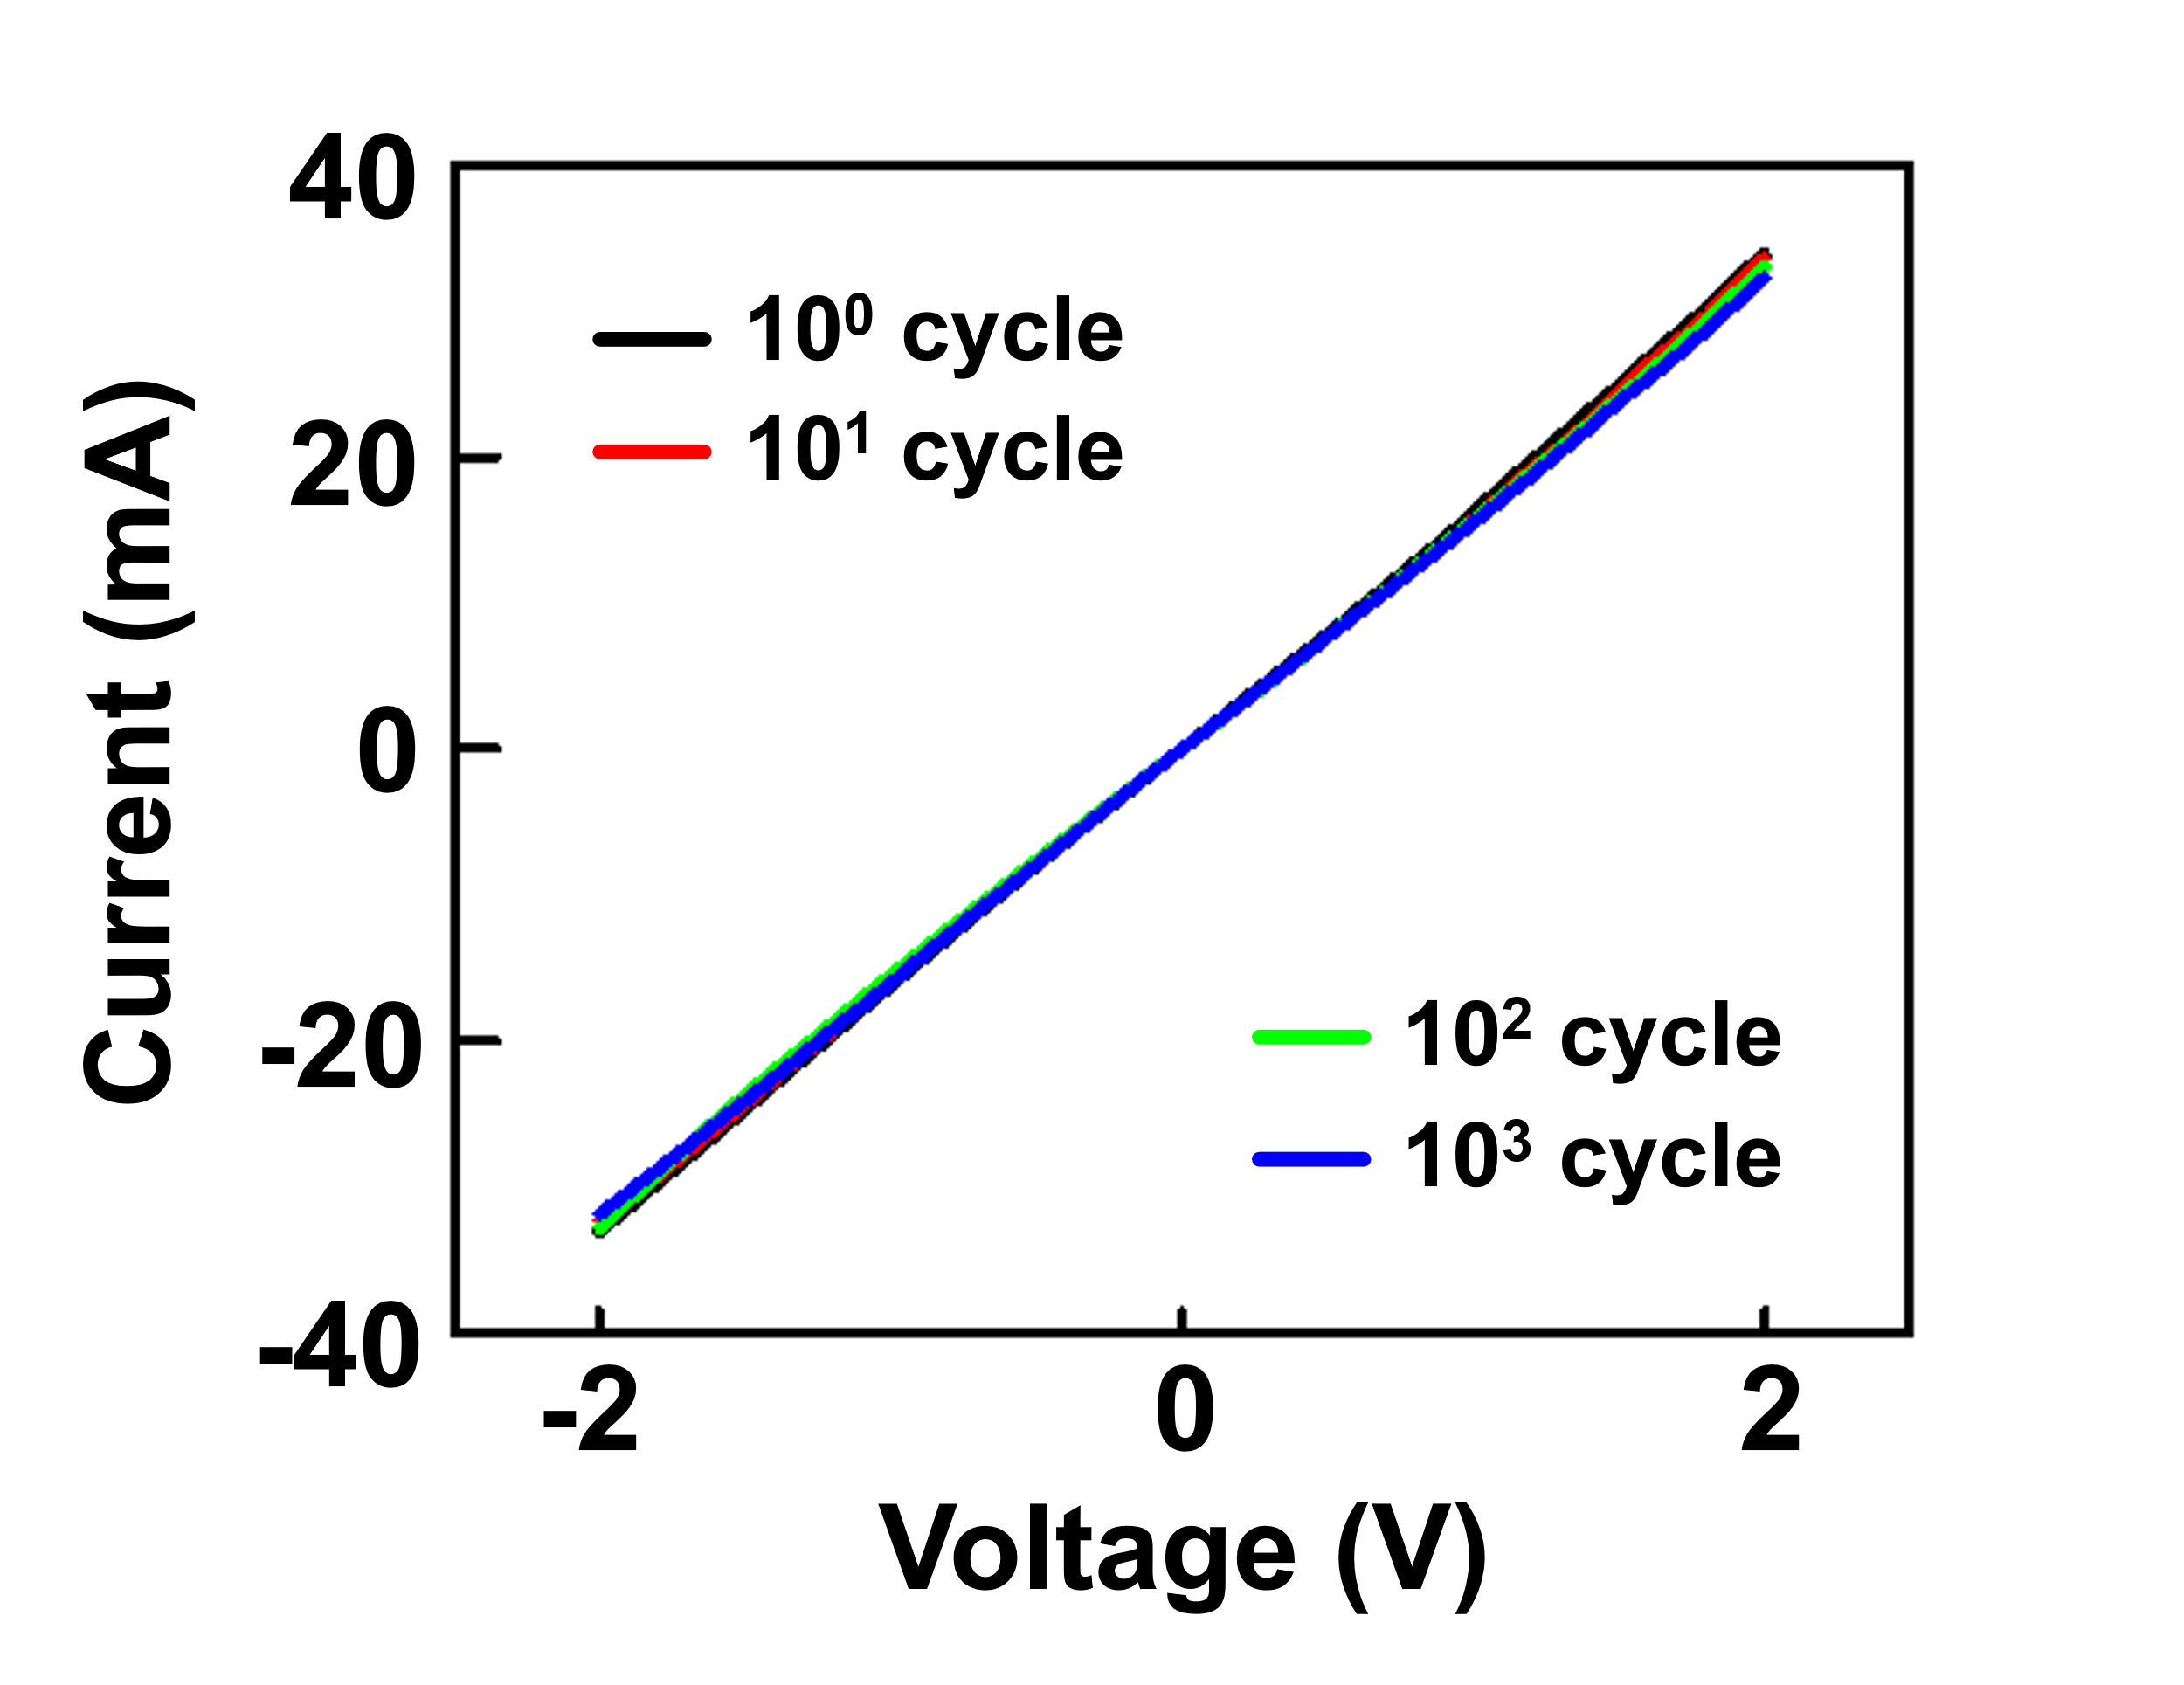 40
20
0
-20
-40
Current (mA)
10⁰ cycle
10¹ cycle
10² cycle
10³ cycle
-2 0 2
Voltage (V)